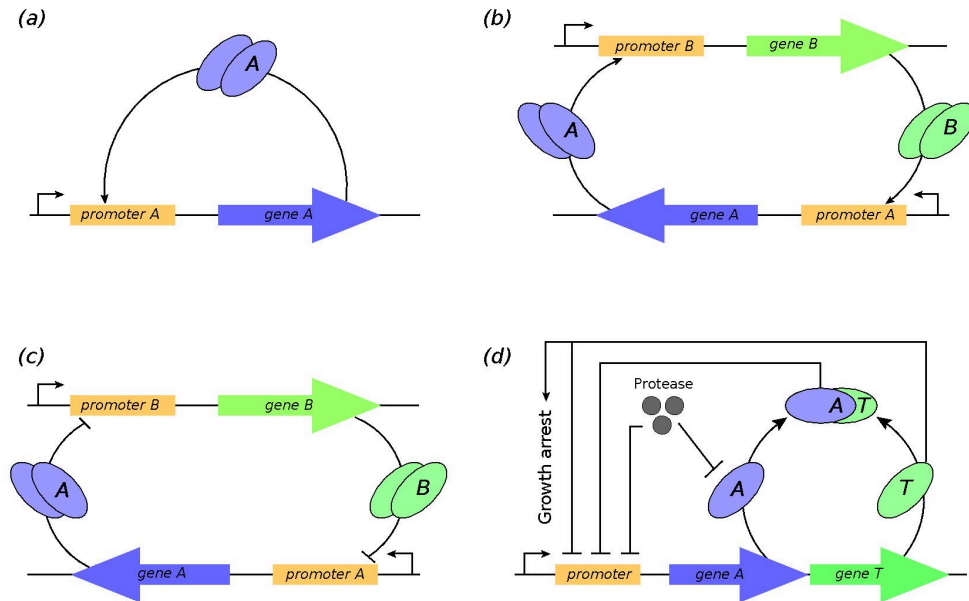 (a)
A
promoter A
gene A
(b)
promoter B
gene B
A
B
gene A
promoter A
(c)
promoter B
gene B
A
B
gene A
promoter A
(d)
Protease
Growth arrest
A T
A
T
promoter
gene A
gene T